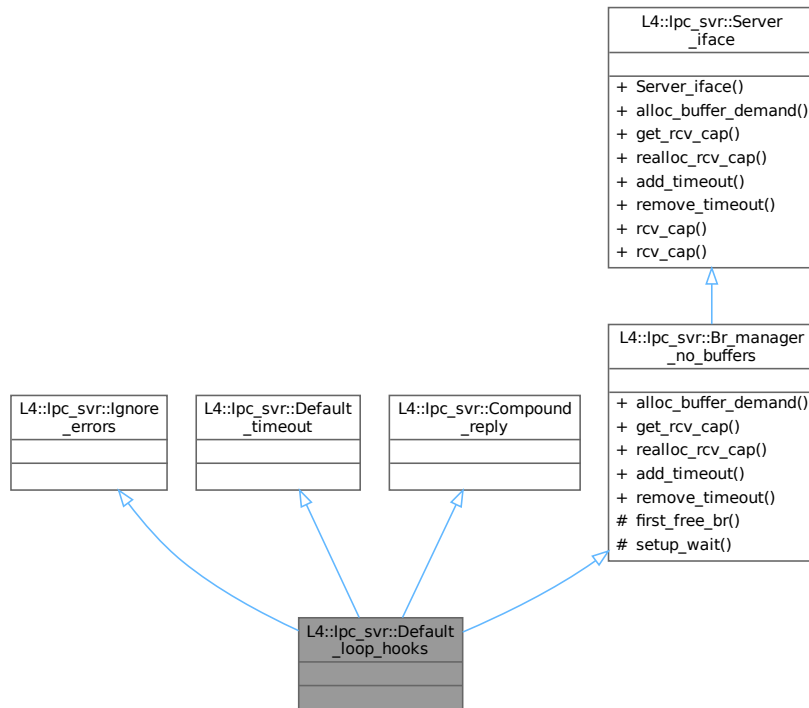 L4::Ipc_svr::Server
_iface
+ Server_iface()
+ alloc_buffer_demand()
+ get_rcv_cap()
+ realloc_rcv_cap()
+ add_timeout()
+ remove_timeout()
+ rcv_cap()
+ rcv_cap()
L4::Ipc_svr::Br_manager
_no_buffers
+ alloc_buffer_demand()
+ get_rcv_cap()
+ realloc_rcv_cap()
+ add_timeout()
+ remove_timeout()
# first_free_br()
# setup_wait()
L4::Ipc_svr::Ignore
_errors
L4::Ipc_svr::Default
_timeout
L4::Ipc_svr::Compound
_reply
L4::Ipc_svr::Default
_loop_hooks